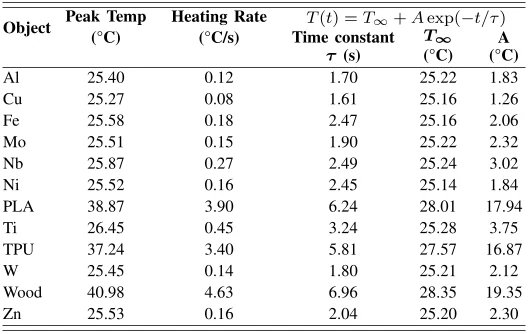 Object Peak Temp (°C) Heating Rate (°C/s) T(t) = T∞ + A exp(−t/τ)
Time constant τ (s) T∞ (°C) A (°C)
Al 25.40 0.12 1.70 25.22 1.83
Cu 25.27 0.08 1.61 25.16 1.26
Fe 25.58 0.18 2.47 25.16 2.06
Mo 25.51 0.15 1.90 25.22 2.32
Nb 25.87 0.27 2.49 25.24 3.02
Ni 25.52 0.16 2.45 25.14 1.84
PLA 38.87 3.90 6.24 28.01 17.94
Ti 26.45 0.45 3.24 25.28 3.75
TPU 37.24 3.40 5.81 27.57 16.87
W 25.45 0.14 1.80 25.21 2.12
Wood 40.98 4.63 6.96 28.35 19.35
Zn 25.53 0.16 2.04 25.20 2.30